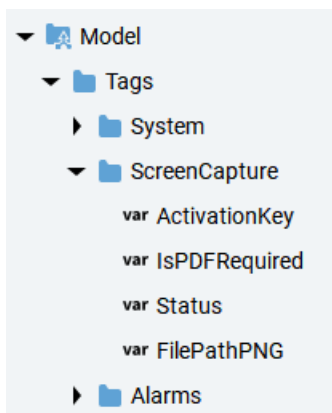 Model
Tags
System
ScreenCapture
var ActivationKey
var IsPDFRequired
var Status
var FilePathPNG
Alarms